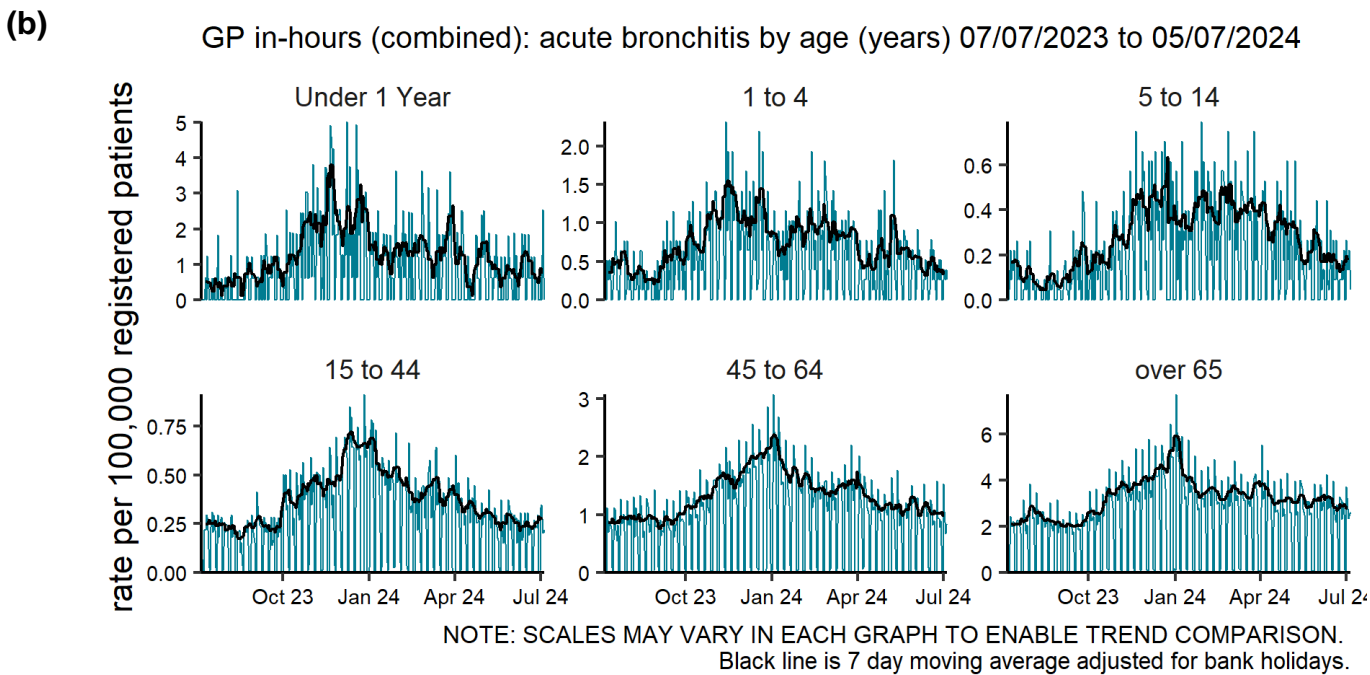 (b)
GP in-hours (combined): acute bronchitis by age (years) 07/07/2023 to 05/07/2024
rate per 100,000 registered patients
Under 1 Year
1 to 4
5 to 14
5
4
3
2
1
0
2.0
1.5
1.0
0.5
0.0
0.6
0.4
0.2
0.0
15 to 44
45 to 64
over 65
0.75
0.50
0.25
0.00
3
2
1
0
6
4
2
0
Oct 23 Jan 24 Apr 24 Jul 24
Oct 23 Jan 24 Apr 24 Jul 24
Oct 23 Jan 24 Apr 24 Jul 24
NOTE: SCALES MAY VARY IN EACH GRAPH TO ENABLE TREND COMPARISON.
Black line is 7 day moving average adjusted for bank holidays.